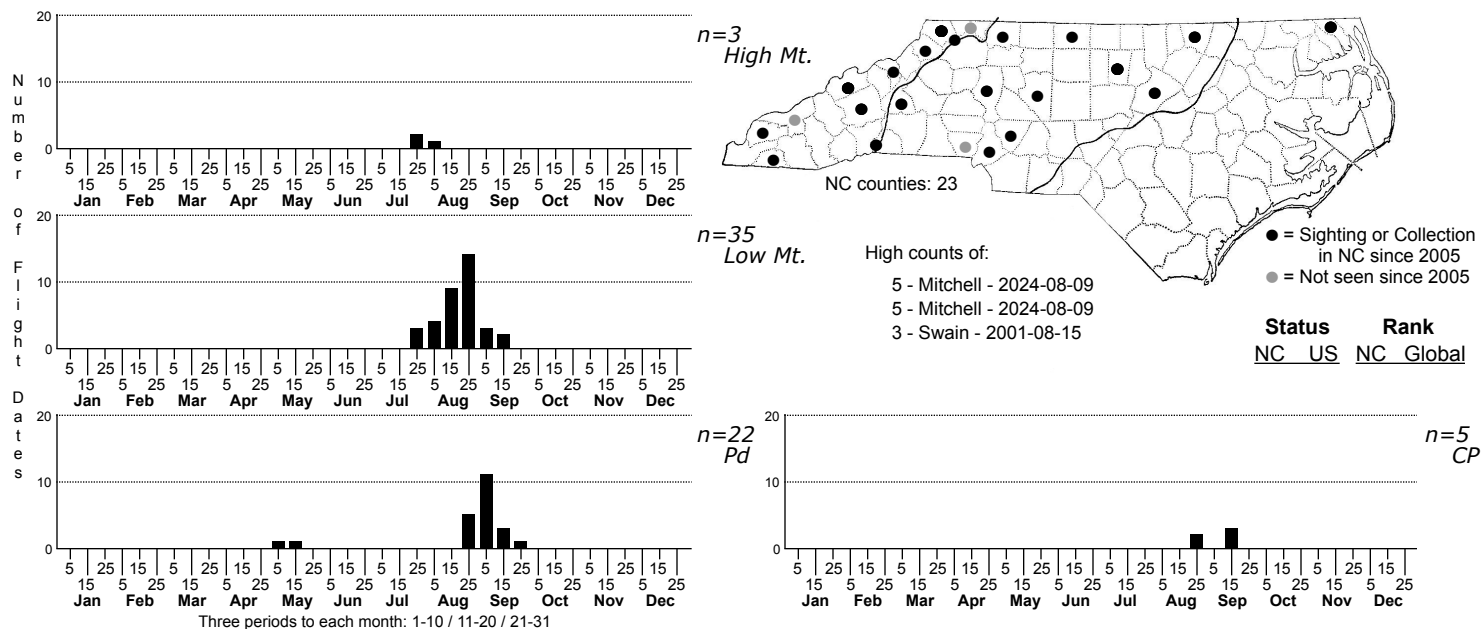 Number of Flight Dates
20
10
0
n=3
High Mt.
5 25 15 5 25 15 5 25 15 5 25 15 5 25 15 5 25 15
15 5 25 15 5 25 15 5 25 15 5 25 15 5 25 15 5 25
Jan Feb Mar Apr May Jun Jul Aug Sep Oct Nov Dec
20
10
0
n=35
Low Mt.
5 25 15 5 25 15 5 25 15 5 25 15 5 25 15 5 25 15
15 5 25 15 5 25 15 5 25 15 5 25 15 5 25 15 5 25
Jan Feb Mar Apr May Jun Jul Aug Sep Oct Nov Dec
20
10
0
n=22
Pd
5 25 15 5 25 15 5 25 15 5 25 15 5 25 15 5 25 15
15 5 25 15 5 25 15 5 25 15 5 25 15 5 25 15 5 25
Jan Feb Mar Apr May Jun Jul Aug Sep Oct Nov Dec
Three periods to each month: 1-10 / 11-20 / 21-31
NC counties: 23
High counts of:
5 - Mitchell - 2024-08-09
5 - Mitchell - 2024-08-09
3 - Swain - 2001-08-15
= Sighting or Collection
in NC since 2005
= Not seen since 2005
Status Rank
NC US NC Global
20
10
0
n=5
CP
5 25 15 5 25 15 5 25 15 5 25 15 5 25 15 5 25 15
15 5 25 15 5 25 15 5 25 15 5 25 15 5 25 15 5 25
Jan Feb Mar Apr May Jun Jul Aug Sep Oct Nov Dec